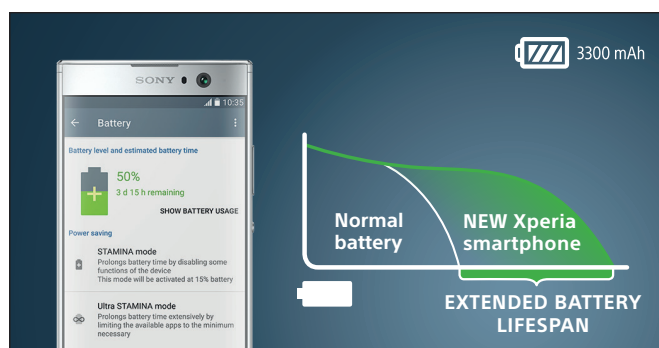 3300 mAh
SONY
10:35
Battery
Battery level and estimated battery time
50%
3 d 15 h remaining
SHOW BATTERY USAGE
Power saving
STAMINA mode
Prolongs battery time by disabling some
functions of the device
This mode will be activated at 15% battery
Ultra STAMINA mode
Prolongs battery time extensively by
limiting the available apps to the minimum
necessary
Normal
battery
NEW Xperia
smartphone
EXTENDED BATTERY
LIFESPAN